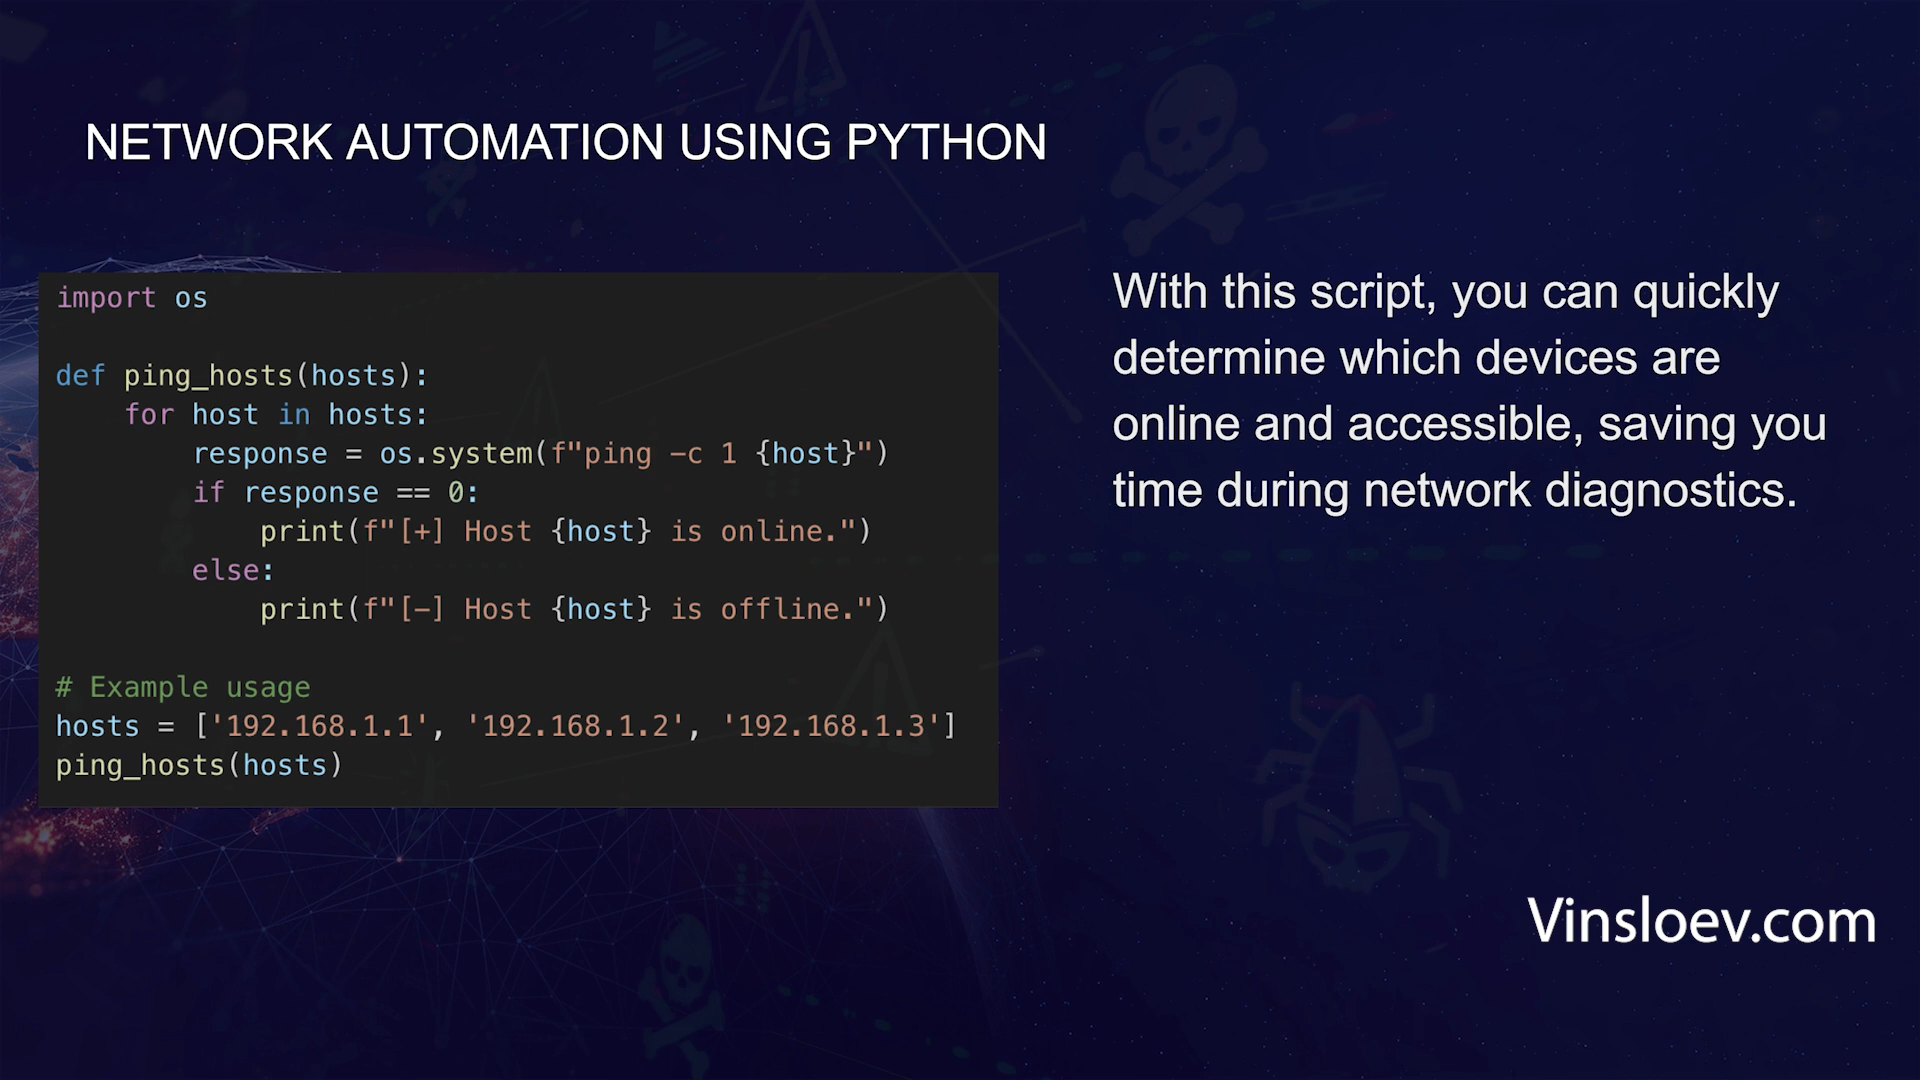 NETWORK AUTOMATION USING PYTHON
import os
def ping_hosts(hosts):
    for host in hosts:
        response = os.system(f"ping -c 1 {host}")
        if response == 0:
            print(f"[+] Host {host} is online.")
        else:
            print(f"[-] Host {host} is offline.")
# Example usage
hosts = ['192.168.1.1', '192.168.1.2', '192.168.1.3']
ping_hosts(hosts)
With this script, you can quickly
determine which devices are
online and accessible, saving you
time during network diagnostics.
Vinsloev.com